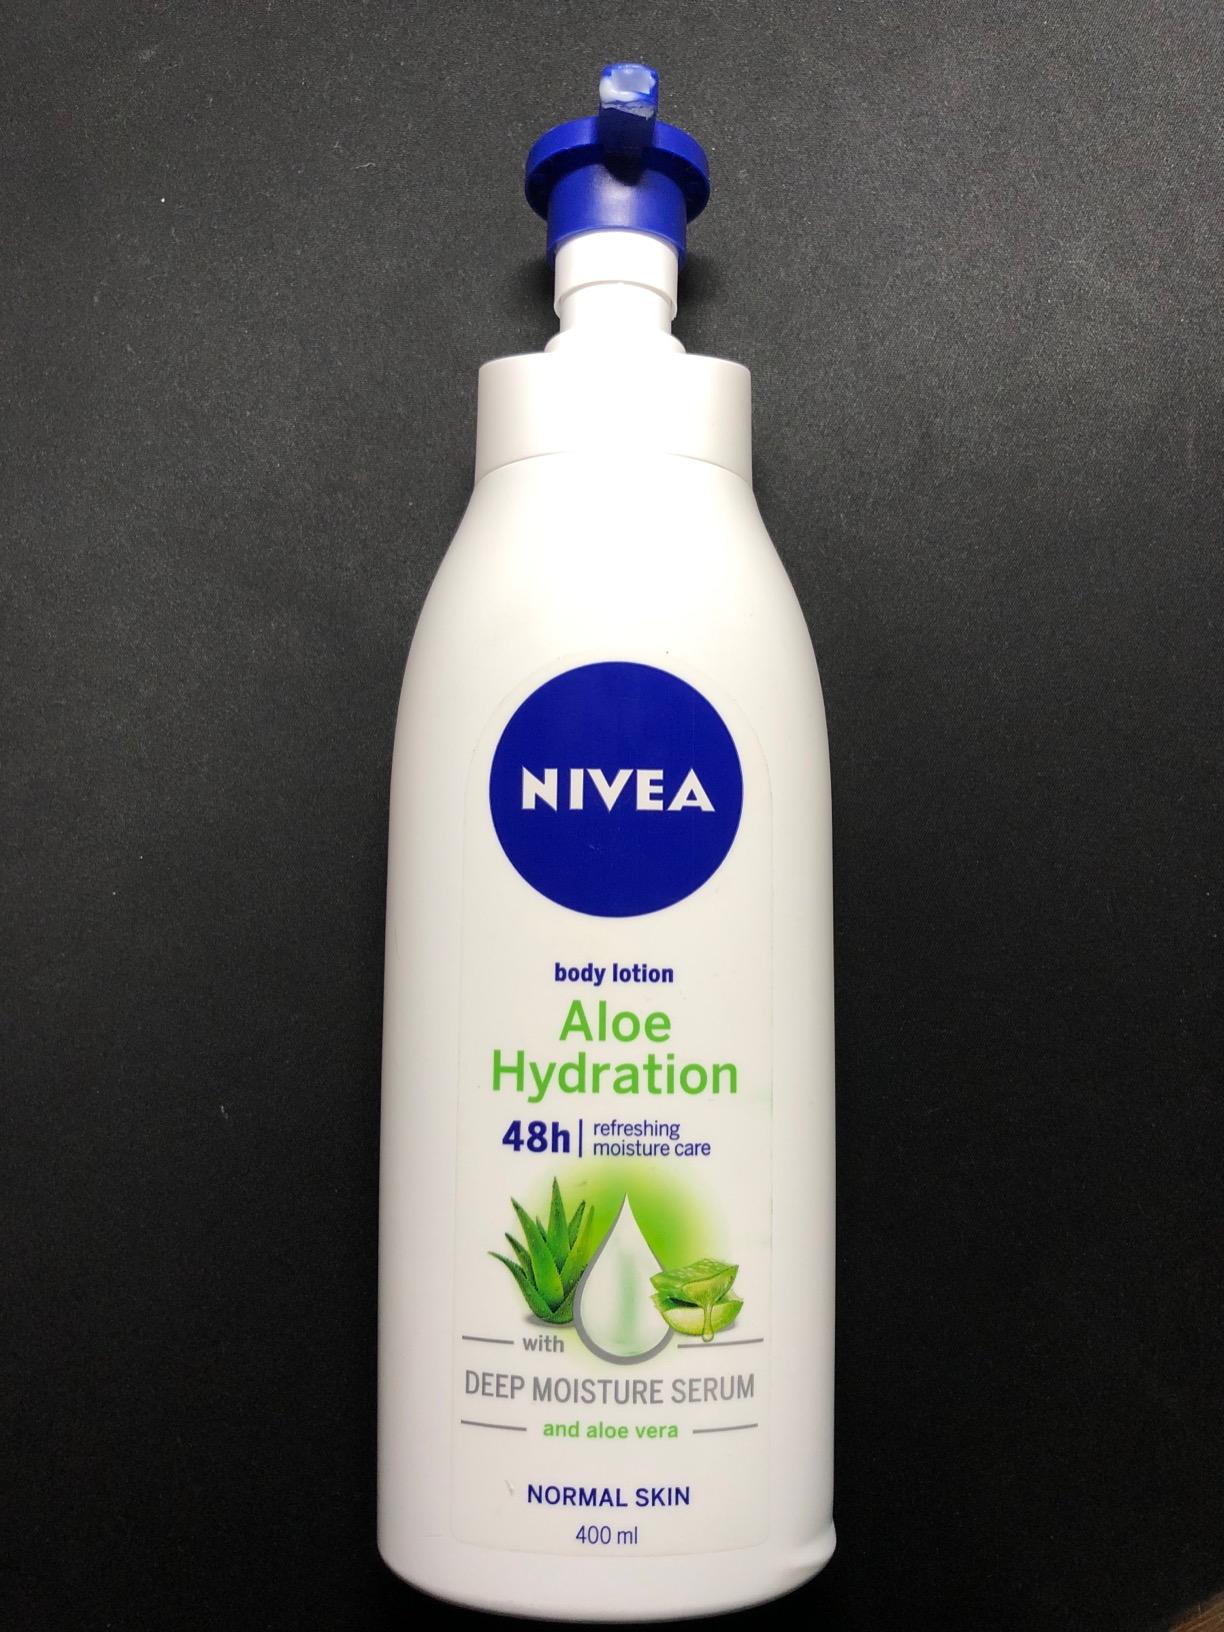 NIVEA
body lotion
Aloe
Hydration
48h | refreshing
moisture care
with
DEEP MOISTURE SERUM
and aloe vera
NORMAL SKIN
400 ml